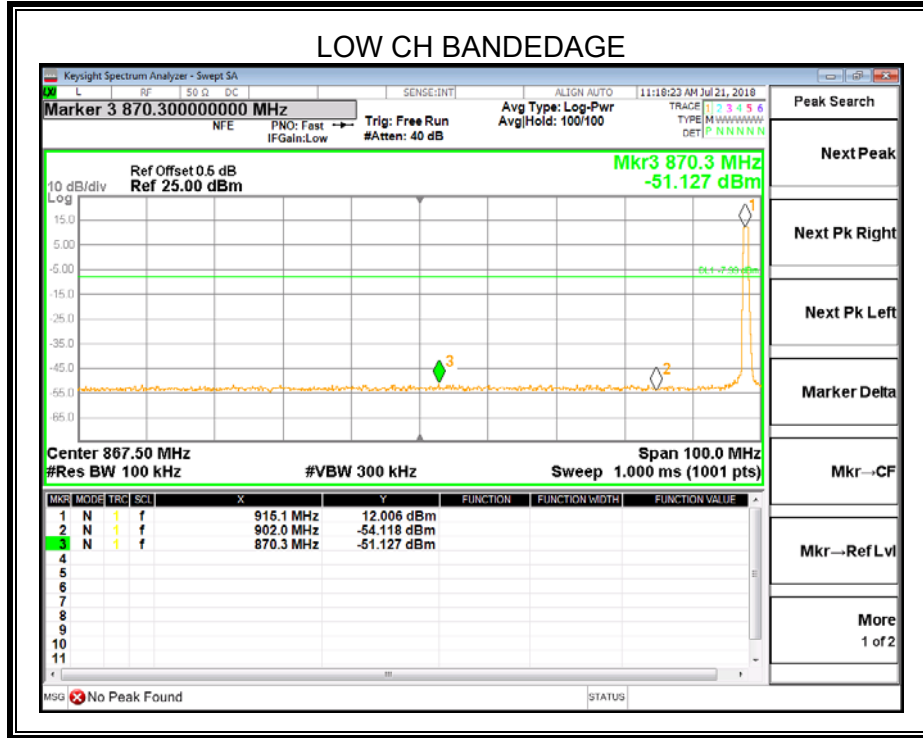 LOW CH BANDEDAGE
Keysight Spectrum Analyzer - Swept SA
LXI L RF 50 Ω DC SENSE:INT ALIGN AUTO 11:18:23 AM Jul 21, 2018
Marker 3 870.300000000 MHz
NFE PNO: Fast IFGain:Low
Trig: Free Run
#Atten: 40 dB
Avg Type: Log-Pwr
Avg|Hold: 100/100
TRACE 1 2 3 4 5 6
TYPE M WWWWW
DET P N N N N N
Peak Search
Next Peak
Next Pk Right
Next Pk Left
Marker Delta
Mkr→CF
Mkr→Ref Lvl
More
1 of 2
Mkr3 870.3 MHz
-51.127 dBm
Ref Offset 0.5 dB
10 dB/div Ref 25.00 dBm
Log
15.0
5.00
-5.00
-15.0
-25.0
-35.0
-45.0
-55.0
-65.0
1
DL1 -7.99 dBm
3
2
Center 867.50 MHz Span 100.0 MHz
#Res BW 100 kHz #VBW 300 kHz Sweep 1.000 ms (1001 pts)
MKR MODE TRC SCL X Y FUNCTION FUNCTION WIDTH FUNCTION VALUE
1 N 1 f 915.1 MHz 12.006 dBm
2 N 1 f 902.0 MHz -54.118 dBm
3 N 1 f 870.3 MHz -51.127 dBm
4
5
6
7
8
9
10
11
MSG No Peak Found STATUS